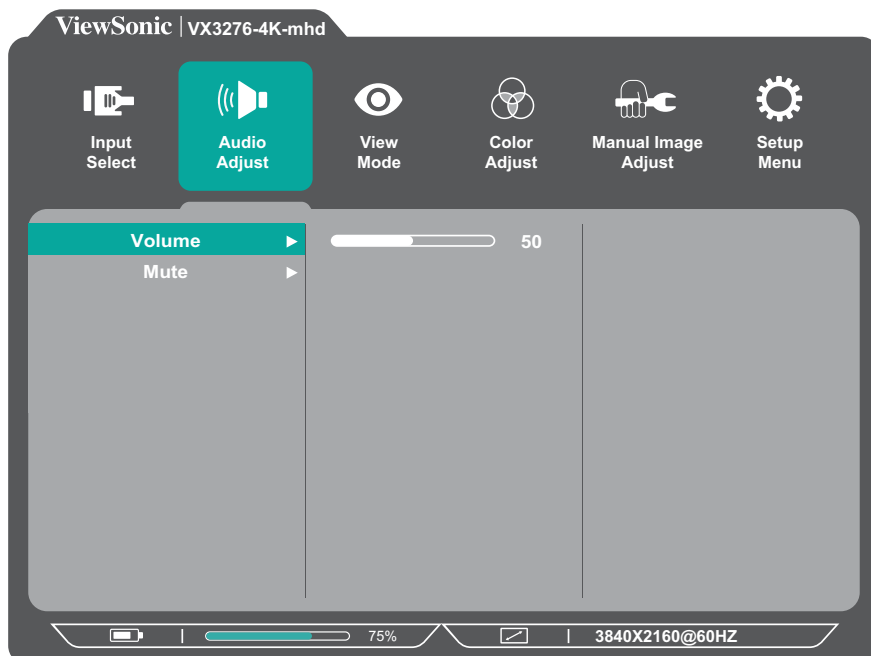 ViewSonic | VX3276-4K-mhd
Input
Select
Audio
Adjust
View
Mode
Color
Adjust
Manual Image
Adjust
Setup
Menu
Volume
50
Mute
75%
3840X2160@60HZ